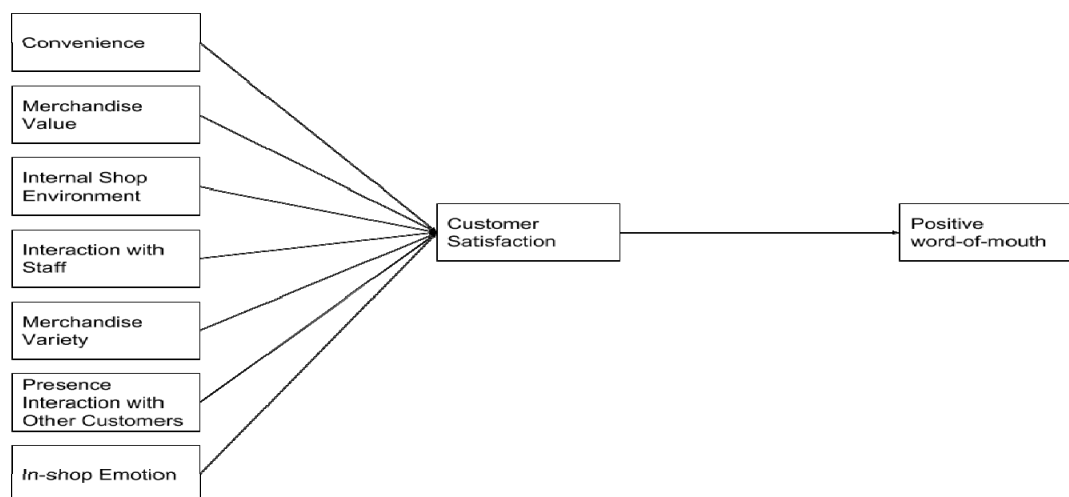 Convenience
Merchandise
Value
Internal Shop
Environment
Interaction with
Staff
Merchandise
Variety
Presence
Interaction with
Other Customers
In-shop Emotion
Customer
Satisfaction
Positive
word-of-mouth